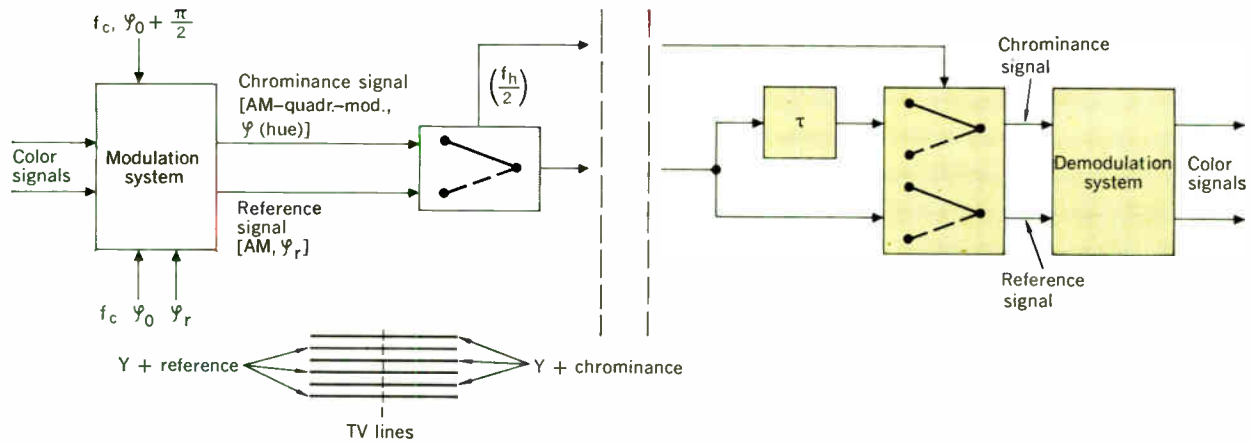 f_c, φ_0 + π/2
Chrominance signal
[AM–quadr.–mod.,
φ (hue)]
(f_h/2)
Color
signals
Modulation
system
Reference
signal
[AM, φ_r]
f_c φ_0 φ_r
τ
Chrominance
signal
Demodulation
system
Color
signals
Reference
signal
Y + reference
Y + chrominance
TV lines